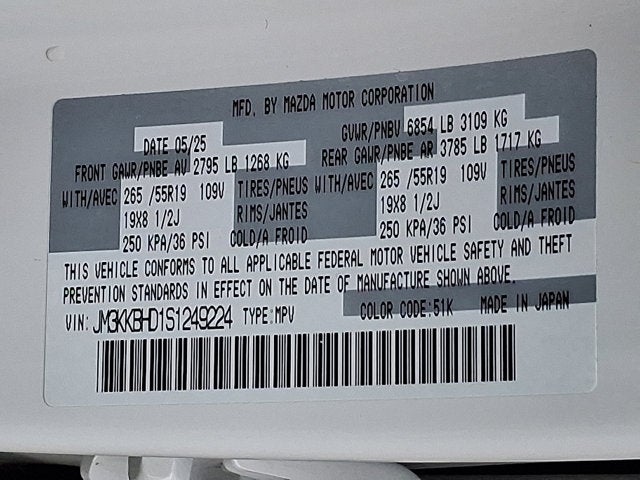 MFD. BY MAZDA MOTOR CORPORATION
DATE 05/25 GVWR/PNBV 6854 LB 3109 KG
FRONT GAWR/PNBE AV 2795 LB 1268 KG REAR GAWR/PNBE AR 3785 LB 1717 KG
WITH/AVEC 265 /55R19 109V TIRES/PNEUS WITH/AVEC 265 /55R19 109V TIRES/PNEUS
19X8 1/2J RIMS/JANTES 19X8 1/2J RIMS/JANTES
250 KPA/36 PSI COLD/A FROID 250 KPA/36 PSI COLD/A FROID
THIS VEHICLE CONFORMS TO ALL APPLICABLE FEDERAL MOTOR VEHICLE SAFETY AND THEFT
PREVENTION STANDARDS IN EFFECT ON THE DATE OF MANUFACTURE SHOWN ABOVE.
COLOR CODE:51K MADE IN JAPAN
VIN: JM3KKBHD1S1249224 TYPE:MPV